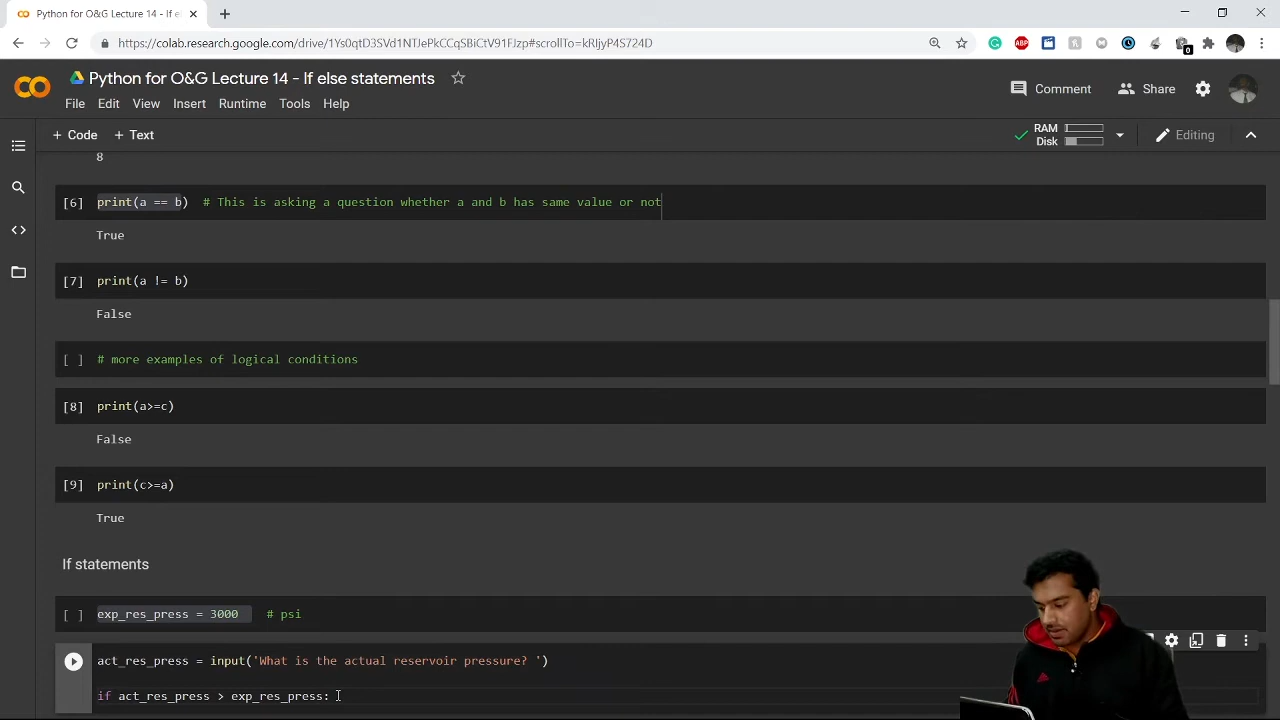 Python for O&G Lecture 14 - If e
https://colab.research.google.com/drive/1Ys0qtD3SVd1NTJePkCCqSBiCtV91FJzp#scrollTo=kRIjyP4S724D
ABP
0
Python for O&G Lecture 14 - If else statements
File Edit View Insert Runtime Tools Help
Comment
Share
+ Code + Text
RAM
Disk
Editing
8
[6] print(a == b) # This is asking a question whether a and b has same value or not
True
[7] print(a != b)
False
[ ] # more examples of logical conditions
[8] print(a>=c)
False
[9] print(c>=a)
True
If statements
[ ] exp_res_press = 3000 # psi
act_res_press = input('What is the actual reservoir pressure? ')
if act_res_press > exp_res_press: